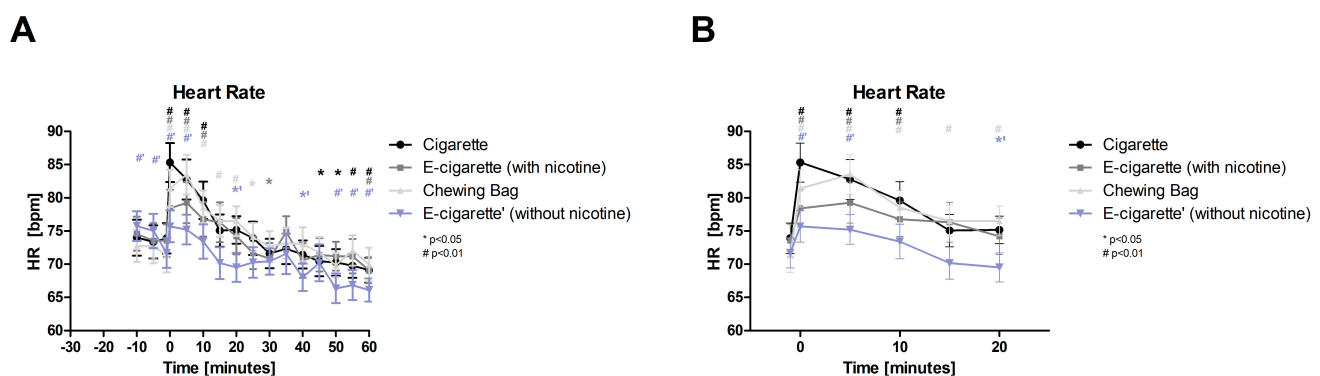 A
B
Heart Rate
# # # 
# # #
# # #
#' #'
#' #' # # * * * * # #
*' *' #' #' #'
90
85
80
75
70
65
60
HR [bpm]
-30 -20 -10 0 10 20 30 40 50 60
Time [minutes]
Cigarette
E-cigarette (with nicotine)
Chewing Bag
E-cigarette' (without nicotine)
* p<0.05
# p<0.01
Heart Rate
# # #
# # #
# # # # #
#' #' *'
90
85
80
75
70
65
60
HR [bpm]
0 10 20
Time [minutes]
Cigarette
E-cigarette (with nicotine)
Chewing Bag
E-cigarette' (without nicotine)
* p<0.05
# p<0.01